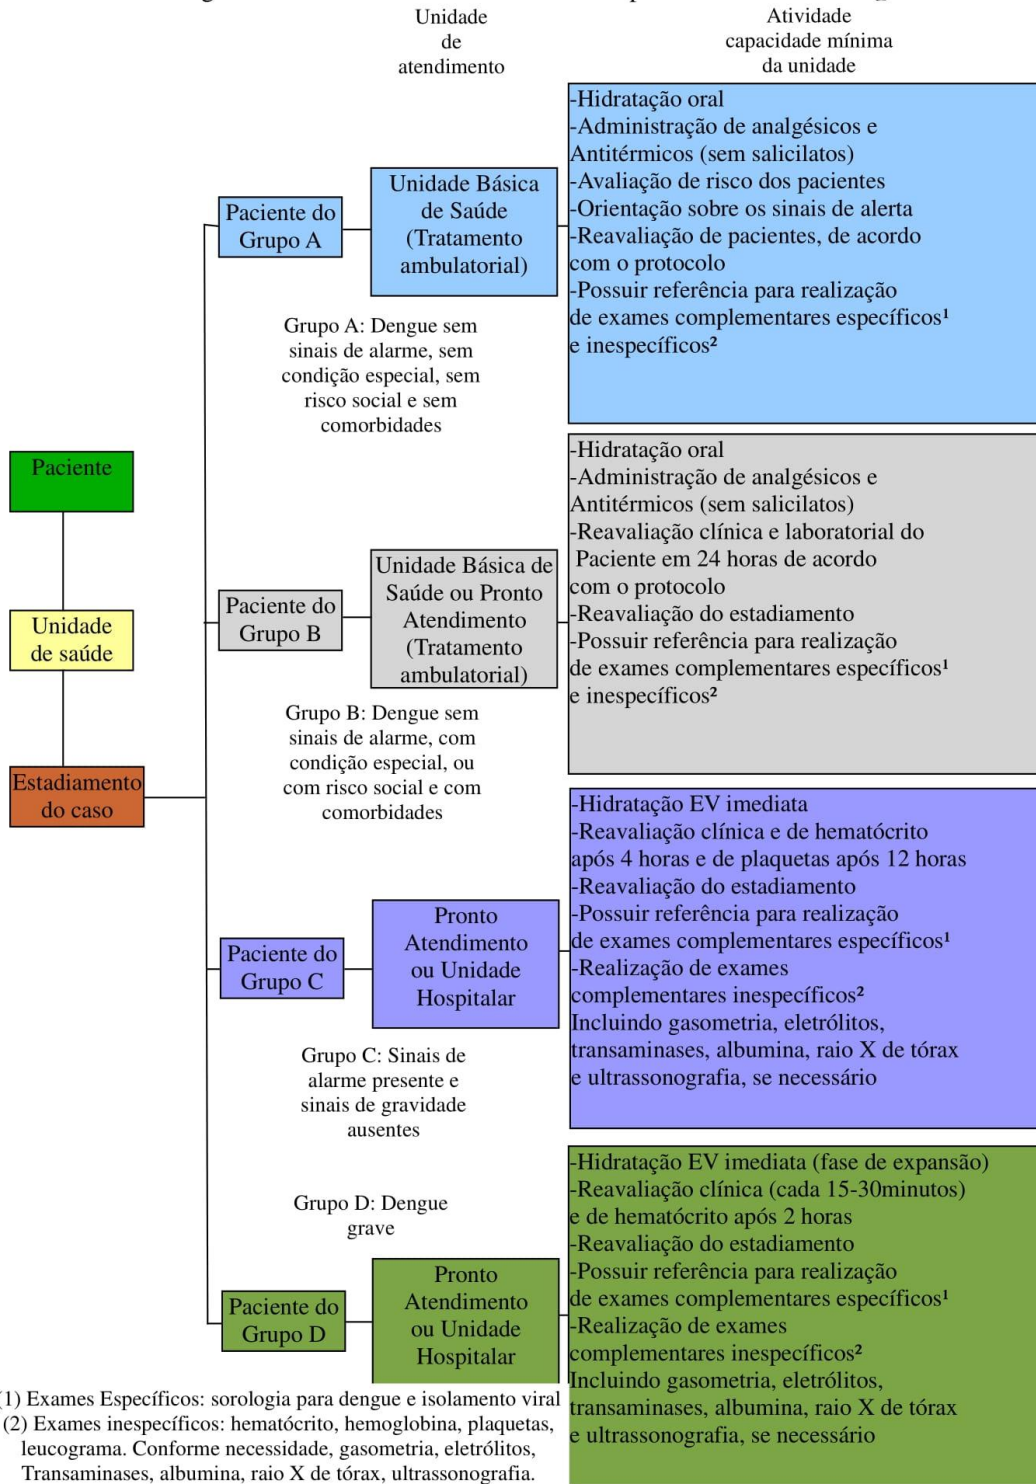 Unidade
de
atendimento
Atividade
capacidade mínima
da unidade
Paciente
Unidade
de saúde
Estadiamento
do caso
Paciente do
Grupo A
Unidade Básica
de Saúde
(Tratamento
ambulatorial)
-Hidratação oral
-Administração de analgésicos e
Antitérmicos (sem salicilatos)
-Avaliação de risco dos pacientes
-Orientação sobre os sinais de alerta
-Reavaliação de pacientes, de acordo
com o protocolo
-Possuir referência para realização
de exames complementares específicos¹
e inespecíficos²
Grupo A: Dengue sem
sinais de alarme, sem
condição especial, sem
risco social e sem
comorbidades
Paciente do
Grupo B
Unidade Básica de
Saúde ou Pronto
Atendimento
(Tratamento
ambulatorial)
-Hidratação oral
-Administração de analgésicos e
Antitérmicos (sem salicilatos)
-Reavaliação clínica e laboratorial do
Paciente em 24 horas de acordo
com o protocolo
-Reavaliação do estadiamento
-Possuir referência para realização
de exames complementares específicos¹
e inespecíficos²
Grupo B: Dengue sem
sinais de alarme, com
condição especial, ou
com risco social e com
comorbidades
Paciente do
Grupo C
Pronto
Atendimento
ou Unidade
Hospitalar
-Hidratação EV imediata
-Reavaliação clínica e de hematócrito
após 4 horas e de plaquetas após 12 horas
-Reavaliação do estadiamento
-Possuir referência para realização
de exames complementares específicos¹
-Realização de exames
complementares inespecíficos²
Incluindo gasometria, eletrólitos,
transaminases, albumina, raio X de tórax
e ultrassonografia, se necessário
Grupo C: Sinais de
alarme presente e
sinais de gravidade
ausentes
Grupo D: Dengue
grave
Paciente do
Grupo D
Pronto
Atendimento
ou Unidade
Hospitalar
-Hidratação EV imediata (fase de expansão)
-Reavaliação clínica (cada 15-30minutos)
e de hematócrito após 2 horas
-Reavaliação do estadiamento
-Possuir referência para realização
de exames complementares específicos¹
-Realização de exames
complementares inespecíficos²
Incluindo gasometria, eletrólitos,
transaminases, albumina, raio X de tórax
e ultrassonografia, se necessário
(1) Exames Específicos: sorologia para dengue e isolamento viral
(2) Exames inespecíficos: hematócrito, hemoglobina, plaquetas,
leucograma. Conforme necessidade, gasometria, eletrólitos,
Transaminases, albumina, raio X de tórax, ultrassonografia.